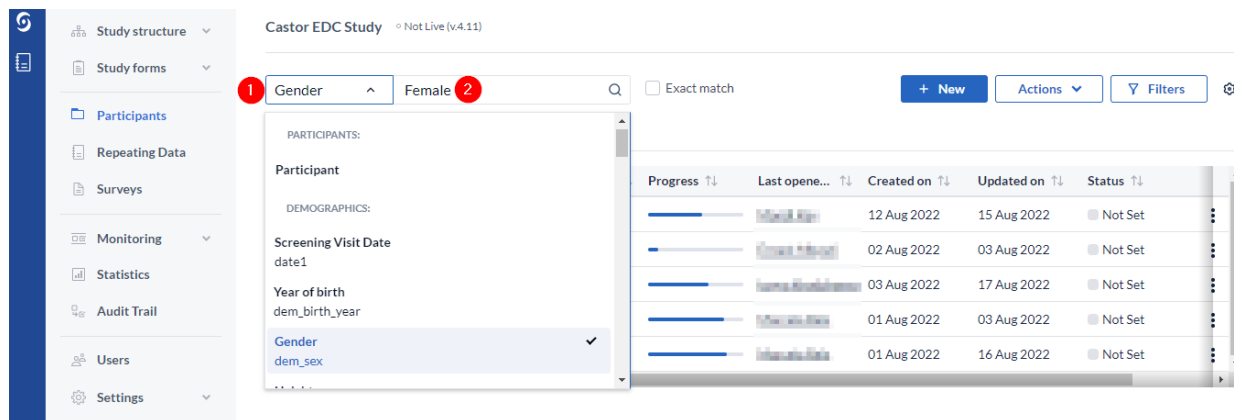 Castor EDC Study Not Live (v.4.11)
Study structure
Study forms
Participants
Repeating Data
Surveys
Monitoring
Statistics
Audit Trail
Users
Settings
1 Gender Female 2 Exact match + New Actions Filters
PARTICIPANTS:
Participant
DEMOGRAPHICS:
Screening Visit Date
date1
Year of birth
dem_birth_year
Gender
dem_sex
Progress Last opene... Created on Updated on Status
12 Aug 2022 15 Aug 2022 Not Set
02 Aug 2022 03 Aug 2022 Not Set
03 Aug 2022 17 Aug 2022 Not Set
01 Aug 2022 03 Aug 2022 Not Set
01 Aug 2022 16 Aug 2022 Not Set